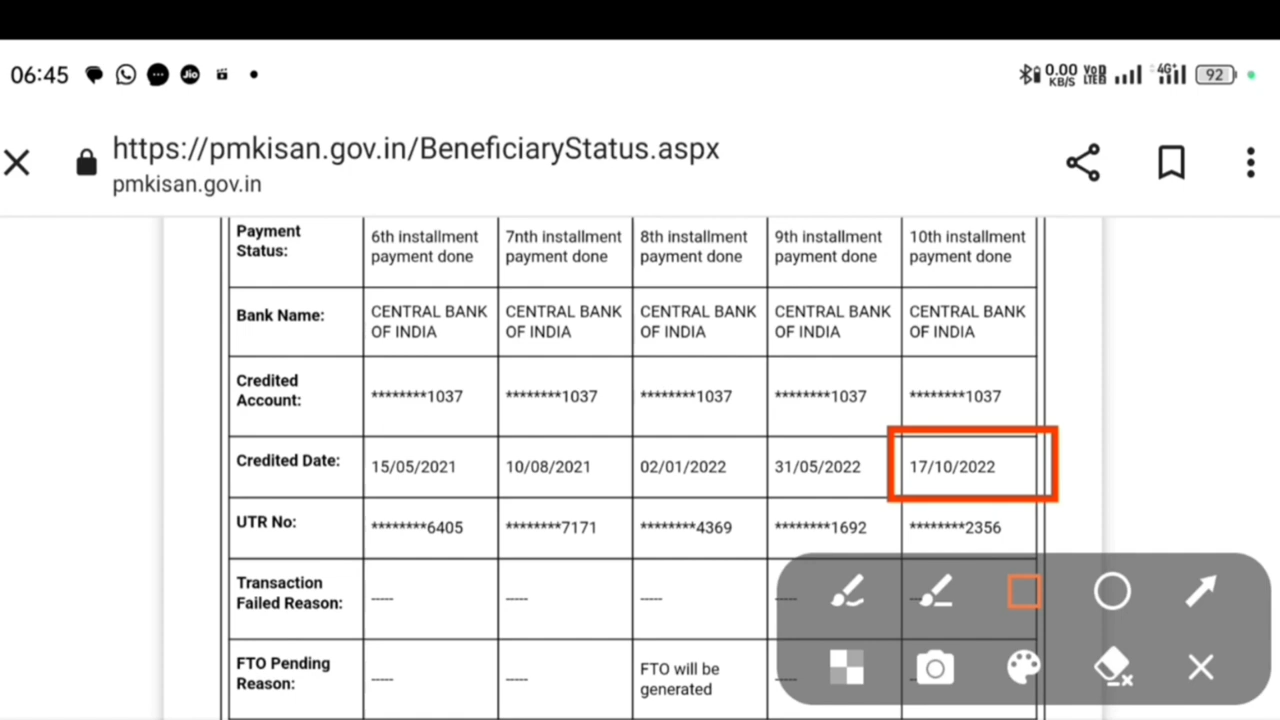 06:45 Jio 0.00 KB/S VoD LTE2 4G+ 92
https://pmkisan.gov.in/BeneficiaryStatus.aspx
pmkisan.gov.in
Payment Status: 6th installment payment done 7nth installment payment done 8th installment payment done 9th installment payment done 10th installment payment done
Bank Name: CENTRAL BANK OF INDIA CENTRAL BANK OF INDIA CENTRAL BANK OF INDIA CENTRAL BANK OF INDIA CENTRAL BANK OF INDIA
Credited Account: ********1037 ********1037 ********1037 ********1037 ********1037
Credited Date: 15/05/2021 10/08/2021 02/01/2022 31/05/2022 17/10/2022
UTR No: ********6405 ********7171 ********4369 ********1692 ********2356
Transaction Failed Reason: ----- ----- ----- -----
FTO Pending Reason: ----- ----- FTO will be generated -----